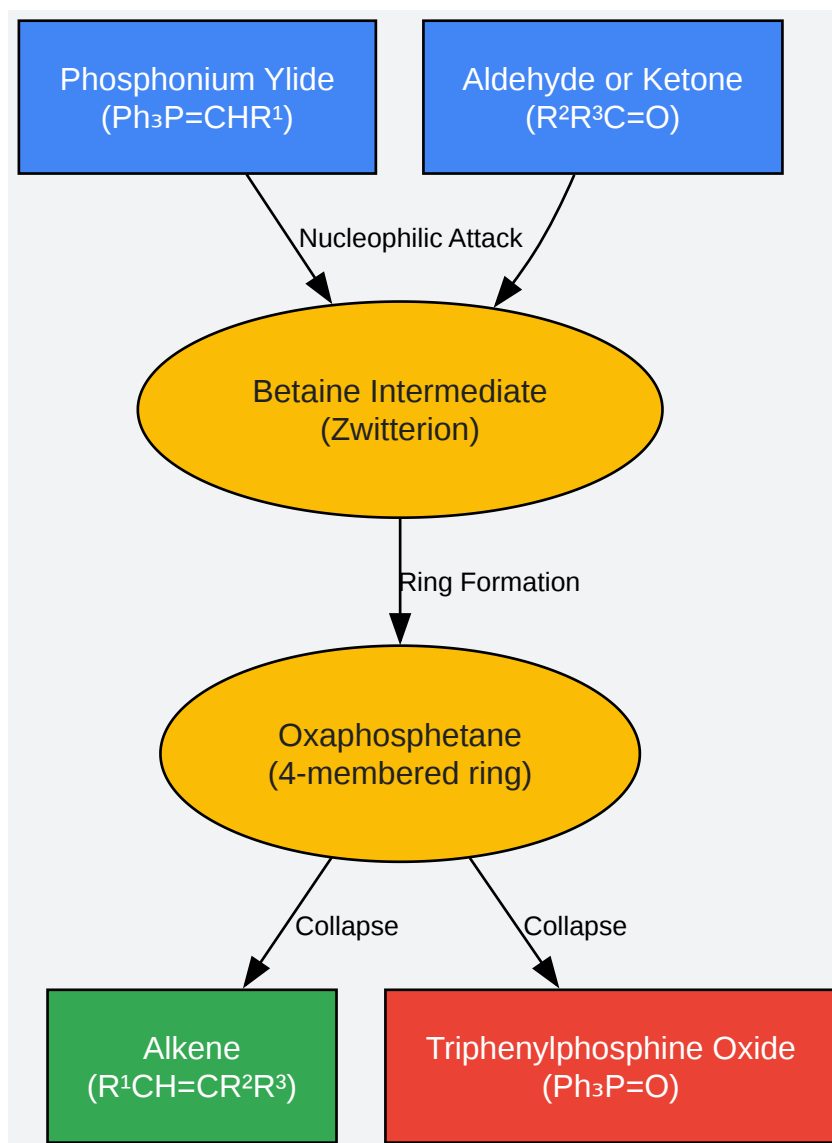 Phosphonium Ylide
(Ph₃P=CHR¹)
Aldehyde or Ketone
(R²R³C=O)
Nucleophilic Attack
Betaine Intermediate
(Zwitterion)
Ring Formation
Oxaphosphetane
(4-membered ring)
Collapse
Collapse
Alkene
(R¹CH=CR²R³)
Triphenylphosphine Oxide
(Ph₃P=O)